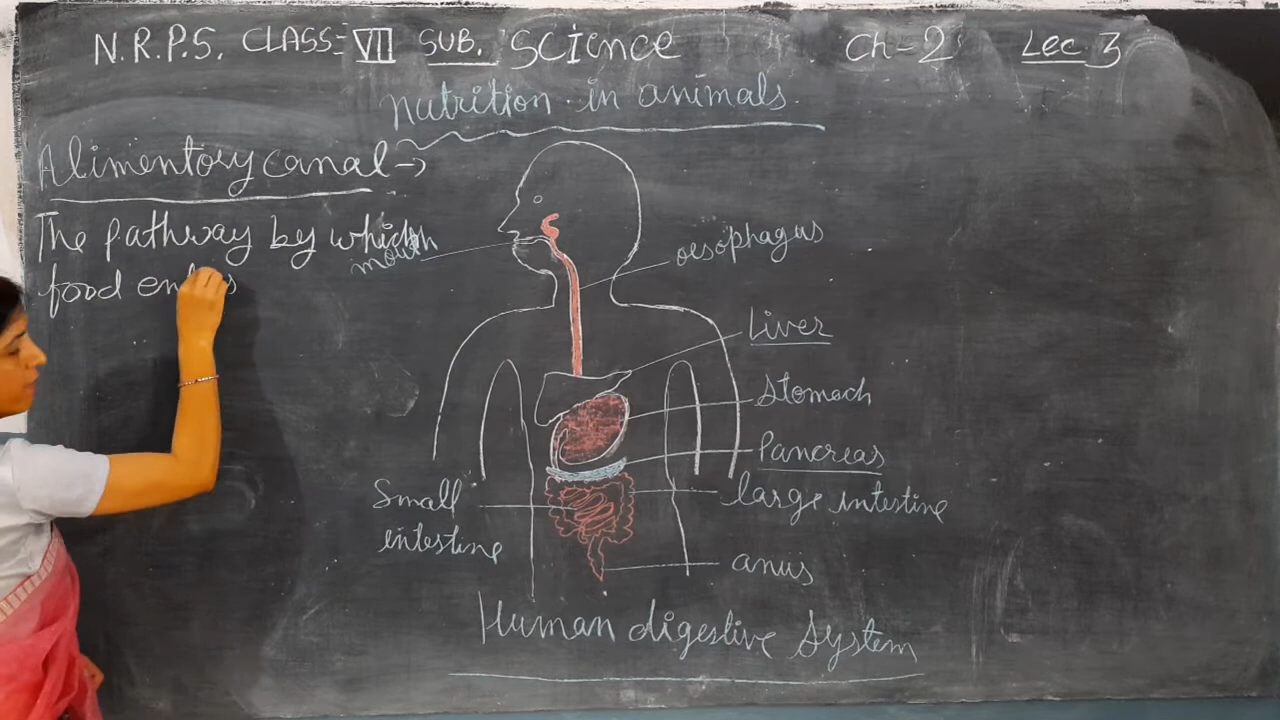 N.R.P.S. CLASS:- VII SUB. Science Ch-2 Lec 3
Nutrition in animals.
Alimentory canal →
The pathway by which
food
mouth
oesophagus
Liver
Stomach
Pancreas
large intestine
Small
intestine
anus
Human digestive System